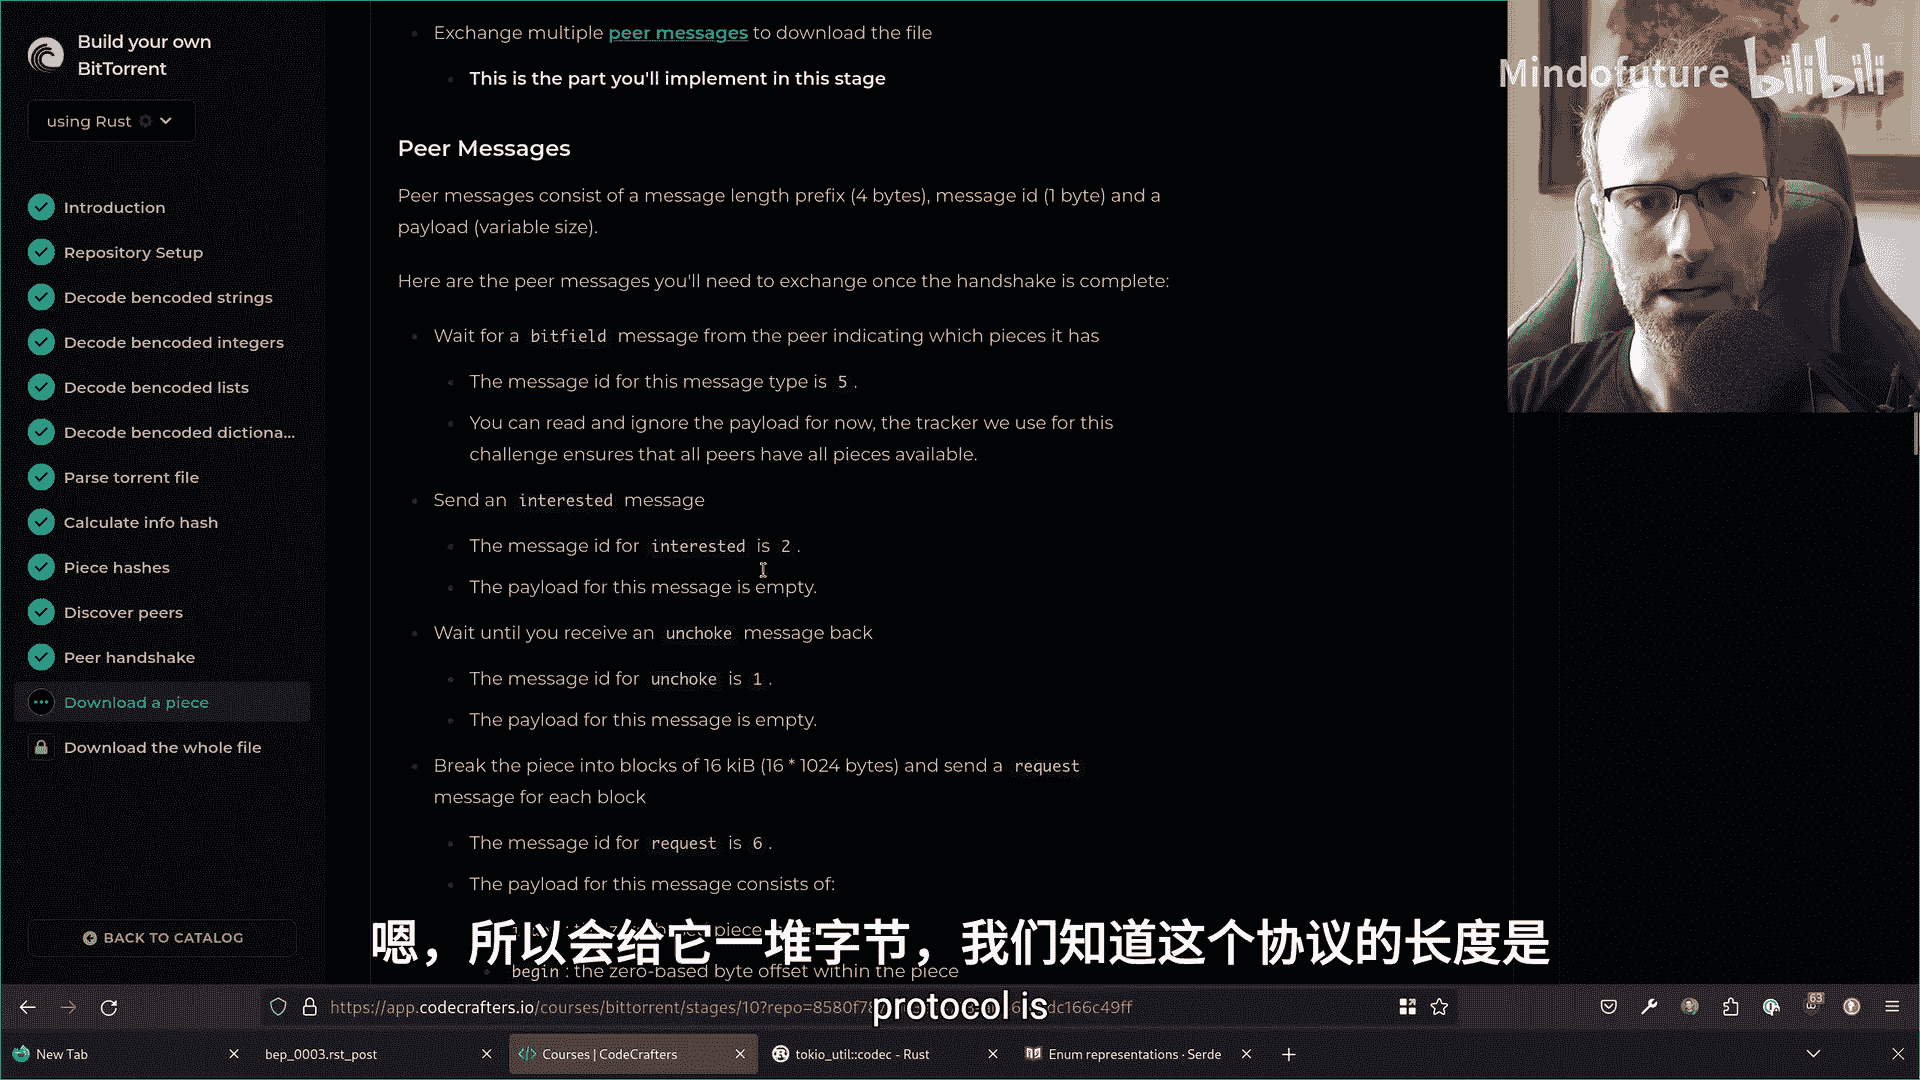 Build your own
BitTorrent
using Rust
Introduction
Repository Setup
Decode bencoded strings
Decode bencoded integers
Decode bencoded lists
Decode bencoded dictiona...
Parse torrent file
Calculate info hash
Piece hashes
Discover peers
Peer handshake
Download a piece
Download the whole file
BACK TO CATALOG
Exchange multiple peer messages to download the file
This is the part you'll implement in this stage
Peer Messages
Peer messages consist of a message length prefix (4 bytes), message id (1 byte) and a
payload (variable size).
Here are the peer messages you'll need to exchange once the handshake is complete:
Wait for a bitfield message from the peer indicating which pieces it has
The message id for this message type is 5.
You can read and ignore the payload for now, the tracker we use for this
challenge ensures that all peers have all pieces available.
Send an interested message
The message id for interested is 2.
The payload for this message is empty.
Wait until you receive an unchoke message back
The message id for unchoke is 1.
The payload for this message is empty.
Break the piece into blocks of 16 kiB (16 * 1024 bytes) and send a request
message for each block
The message id for request is 6.
The payload for this message consists of:
begin: the zero-based byte offset within the piece
Mindofuture bilibili
嗯，所以会给它一堆字节，我们知道这个协议的长度是
protocol is
https://app.codecrafters.io/courses/bittorrent/stages/10?repo=8580f7
dc166c49ff
63
New Tab
bep_0003.rst_post
Courses | CodeCrafters
tokio_util::codec - Rust
Enum representations · Serde